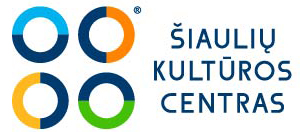 ®
ŠIAULIŲ
KULTŪROS
CENTRAS